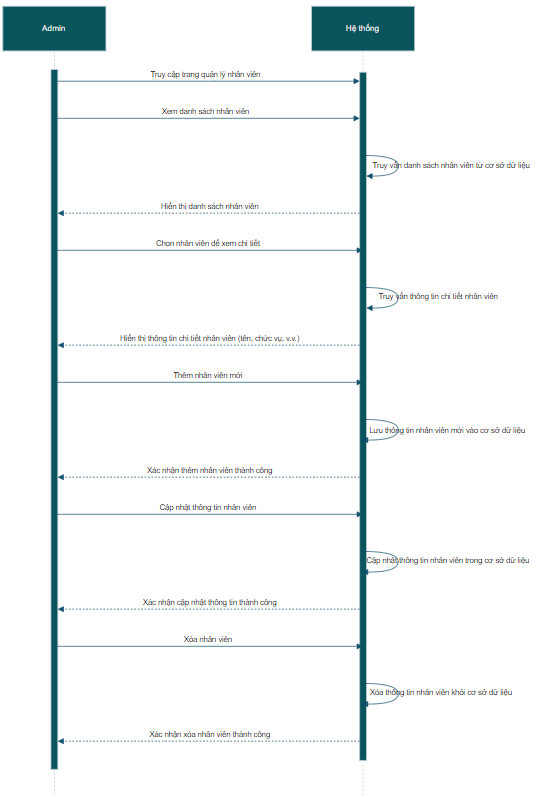 Admin
Hệ thống
Truy cập trang quản lý nhân viên
Xem danh sách nhân viên
Truy vấn danh sách nhân viên từ cơ sở dữ liệu
Hiển thị danh sách nhân viên
Chọn nhân viên để xem chi tiết
Truy vấn thông tin chi tiết nhân viên
Hiển thị thông tin chi tiết nhân viên (tên, chức vụ, v.v.)
Thêm nhân viên mới
Lưu thông tin nhân viên mới vào cơ sở dữ liệu
Xác nhận thêm nhân viên thành công
Cập nhật thông tin nhân viên
Cập nhật thông tin nhân viên trong cơ sở dữ liệu
Xác nhận cập nhật thông tin thành công
Xóa nhân viên
Xóa thông tin nhân viên khỏi cơ sở dữ liệu
Xác nhận xóa nhân viên thành công